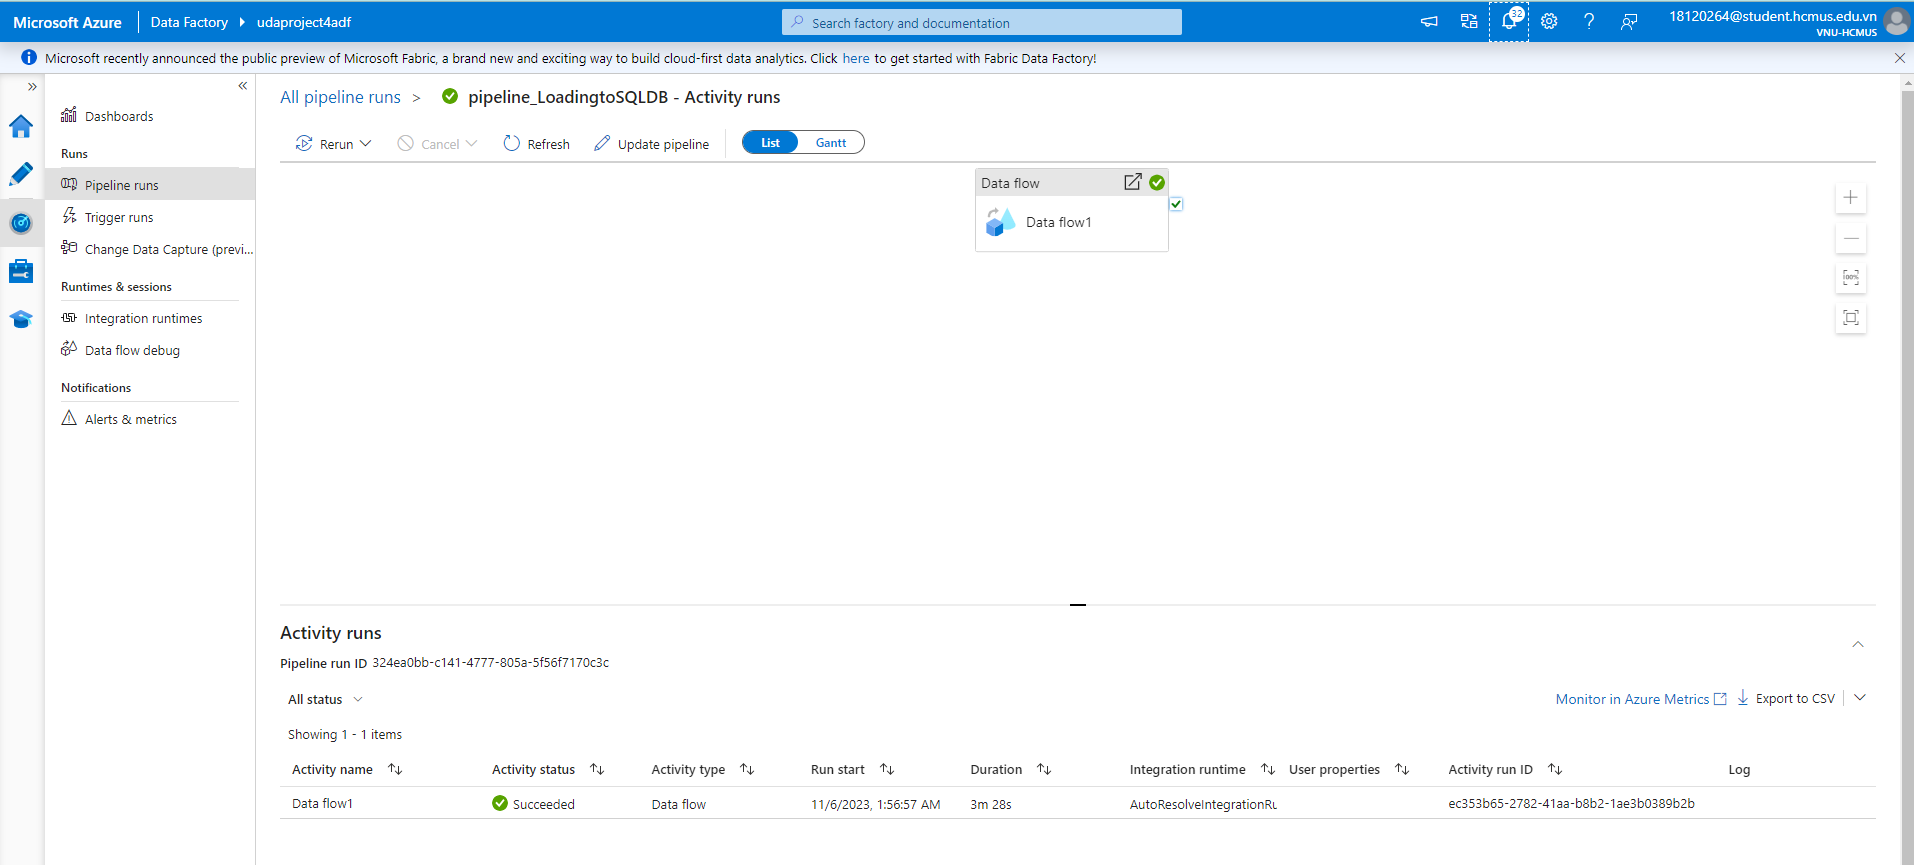 Microsoft Azure Data Factory udaproject4adf Search factory and documentation 32 18120264@student.hcmus.edu.vn
VNU-HCMUS
Microsoft recently announced the public preview of Microsoft Fabric, a brand new and exciting way to build cloud-first data analytics. Click here to get started with Fabric Data Factory!
Dashboards
Runs
Pipeline runs
Trigger runs
Change Data Capture (previ...
Runtimes & sessions
Integration runtimes
Data flow debug
Notifications
Alerts & metrics
All pipeline runs > pipeline_LoadingtoSQLDB - Activity runs
Rerun Cancel Refresh Update pipeline List Gantt
Data flow
Data flow1
100%
Activity runs
Pipeline run ID 324ea0bb-c141-4777-805a-5f56f7170c3c
All status Monitor in Azure Metrics Export to CSV
Showing 1 - 1 items
Activity name Activity status Activity type Run start Duration Integration runtime User properties Activity run ID Log
Data flow1 Succeeded Data flow 11/6/2023, 1:56:57 AM 3m 28s AutoResolveIntegrationRu ec353b65-2782-41aa-b8b2-1ae3b0389b2b